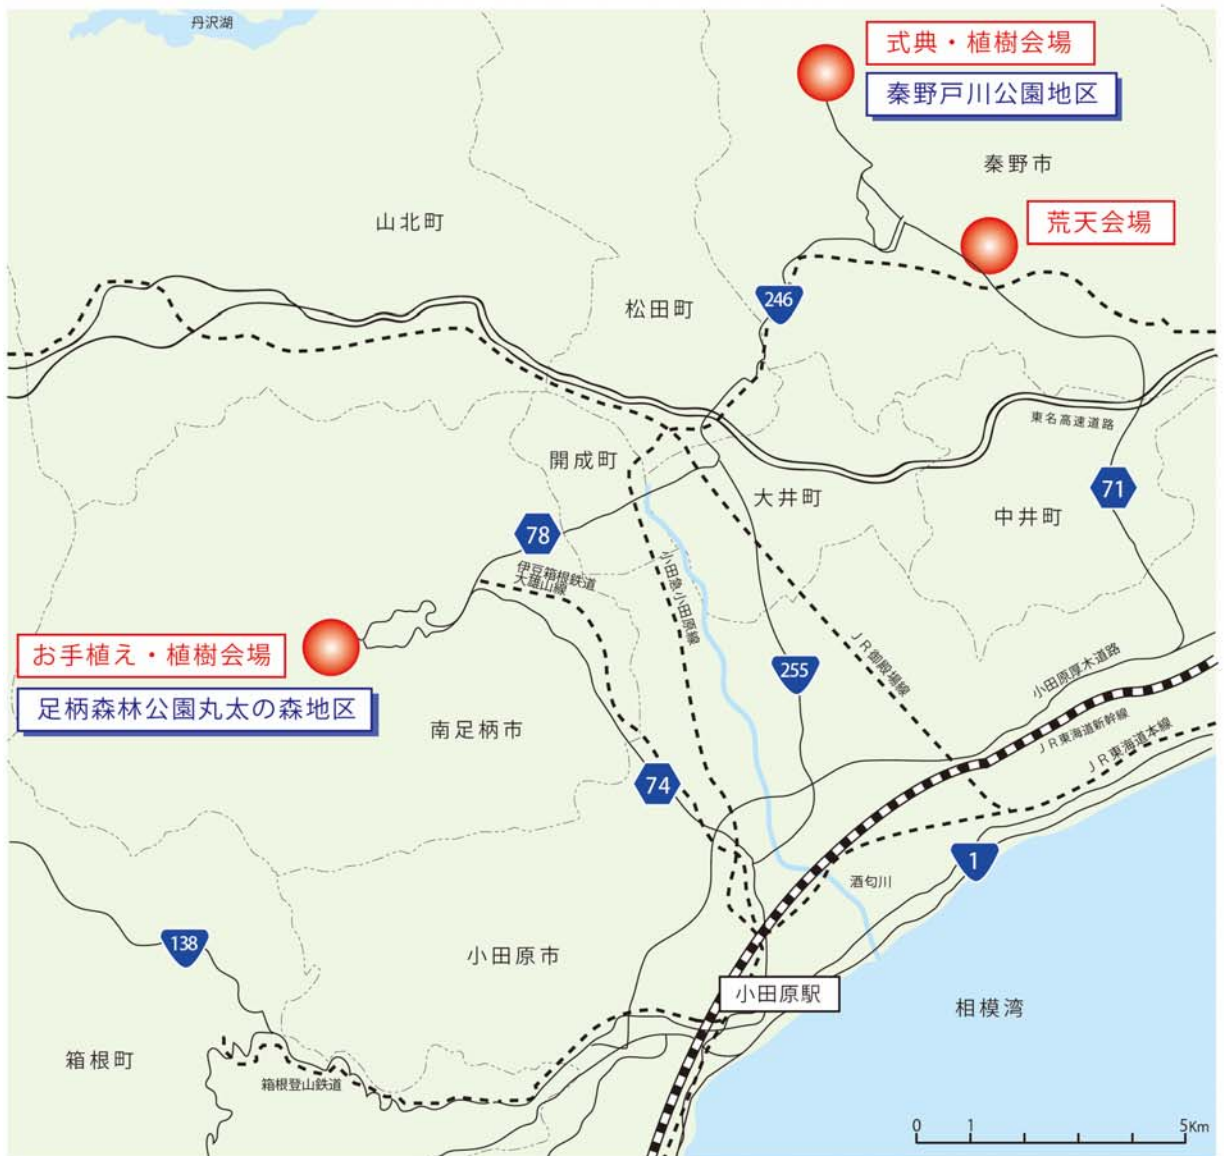 丹沢湖
式典・植樹会場
秦野戸川公園地区
秦野市
荒天会場
山北町
松田町
246
東名高速道路
開成町
大井町
中井町
71
78
伊豆箱根鉄道
大雄山線
小田急小田原線
お手植え・植樹会場
足柄森林公園丸太の森地区
255
JR御殿場線
小田原厚木道路
JR東海道新幹線
JR東海道本線
南足柄市
74
1
酒匂川
138
小田原市
小田原駅
相模湾
箱根町
箱根登山鉄道
0 1 5Km